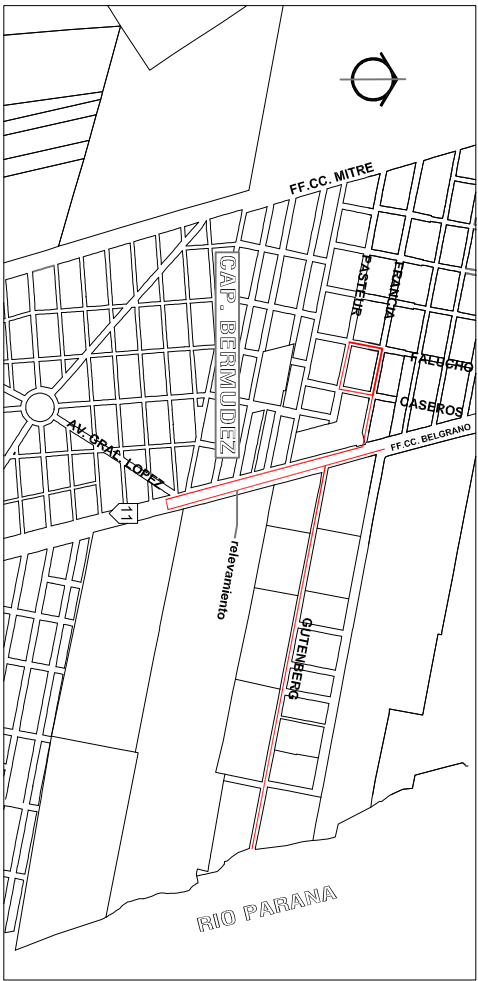 FF.CC. MITRE
FRANCIA
PASTEUR
CAP. BERMUDEZ
FALUCHO
CASEROS
AV. GRAL. LOPEZ
FF.CC. BELGRANO
11
relevamiento
GUTENBERG
RIO PARANA